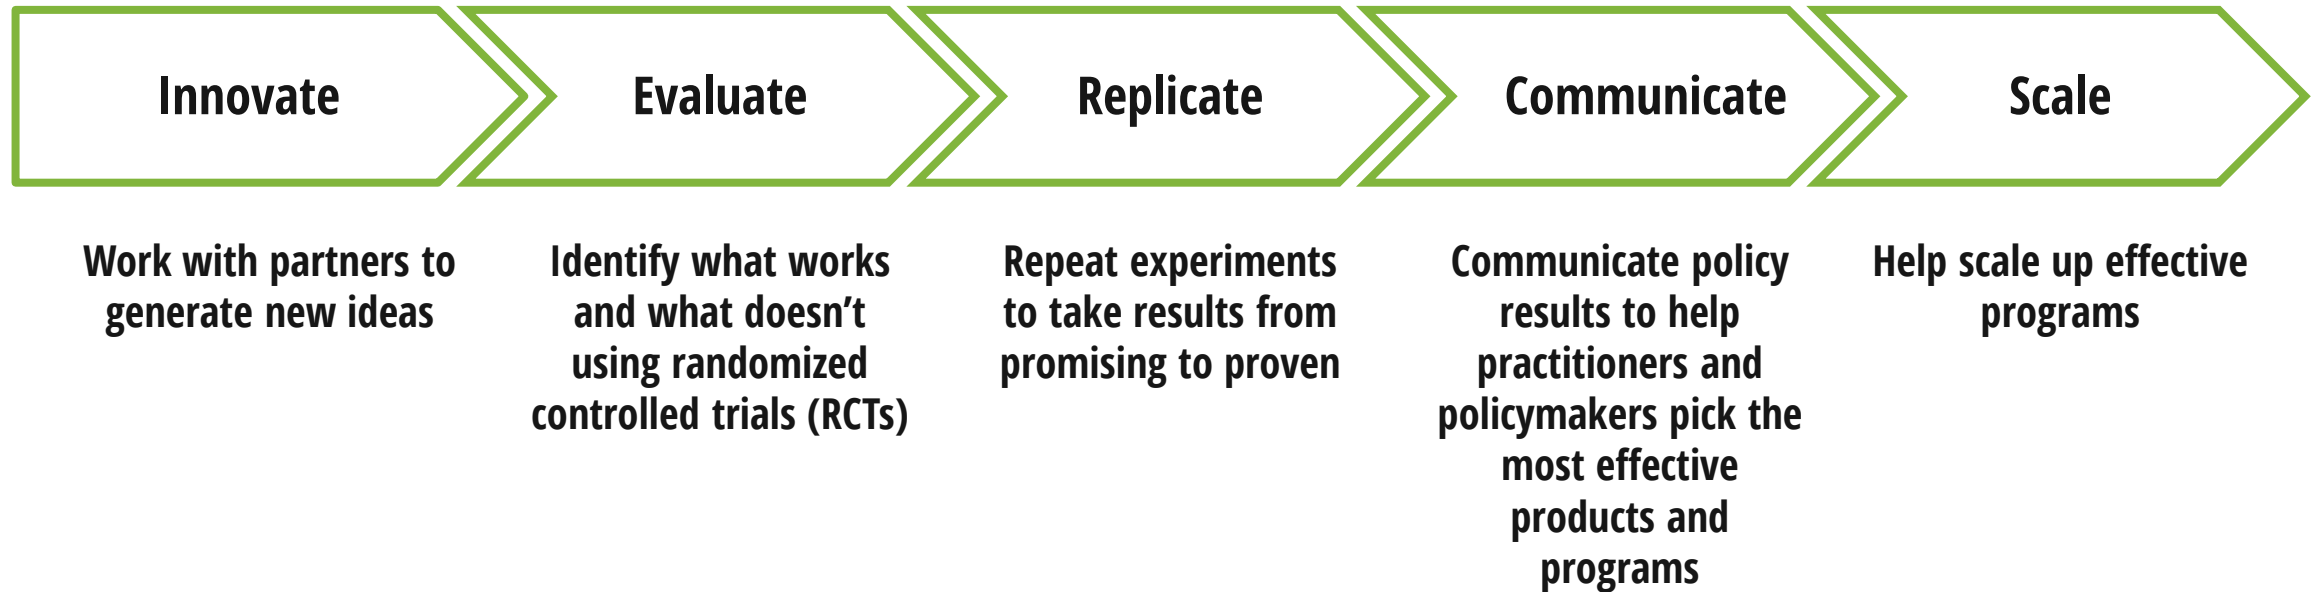 Innovate
Work with partners to
generate new ideas
Evaluate
Identify what works
and what doesn’t
using randomized
controlled trials (RCTs)
Replicate
Repeat experiments
to take results from
promising to proven
Communicate
Communicate policy
results to help
practitioners and
policymakers pick the
most effective
products and
programs
Scale
Help scale up effective
programs